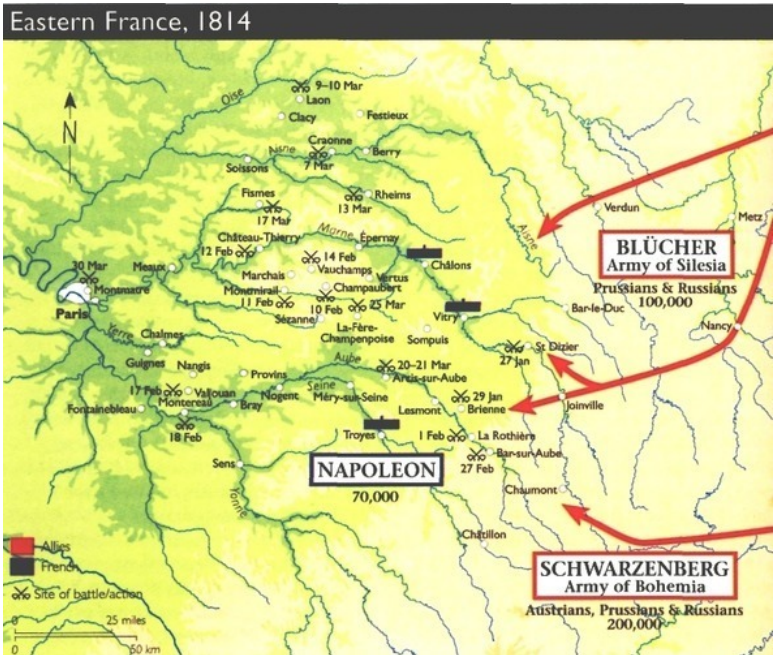 Eastern France, 1814
N
Oise
9–10 Mar
Laon
Clacy
Festieux
Aisne
Craonne
7 Mar
Berry
Soissons
Fismes
17 Mar
13 Mar
Rheims
Aisne
Verdun
Metz
BLÜCHER
Army of Silesia
Prussians & Russians
100,000
Marne
Épernay
Château-Thierry
12 Feb
14 Feb
Vauchamps
Châlons
30 Mar
Montmatre
Paris
Meaux
Marchais
Vertus
Champaubert
Montmirail
11 Feb
10 Feb
25 Mar
Sézanne
La-Fère-
Champenpoise
Vitry
Sompuis
Bar-le-Duc
Nancy
27 Jan
St Dizier
Yerre
Chalmes
Guignes
Nangis
Provins
Aube
20–21 Mar
Arcis-sur-Aube
17 Feb
Valjouan
Montereau
18 Feb
Fontainebleau
Bray
Nogent
Seine
Méry-sur-Seine
Lesmont
29 Jan
Brienne
Joinville
Troyes
1 Feb
La Rothière
Bar-sur-Aube
27 Feb
Sens
Yonne
NAPOLEON
70,000
Chaumont
Châtillon
SCHWARZENBERG
Army of Bohemia
Austrians, Prussians & Russians
200,000
Allies
French
Site of battle/action
0 25 miles
0 50 km